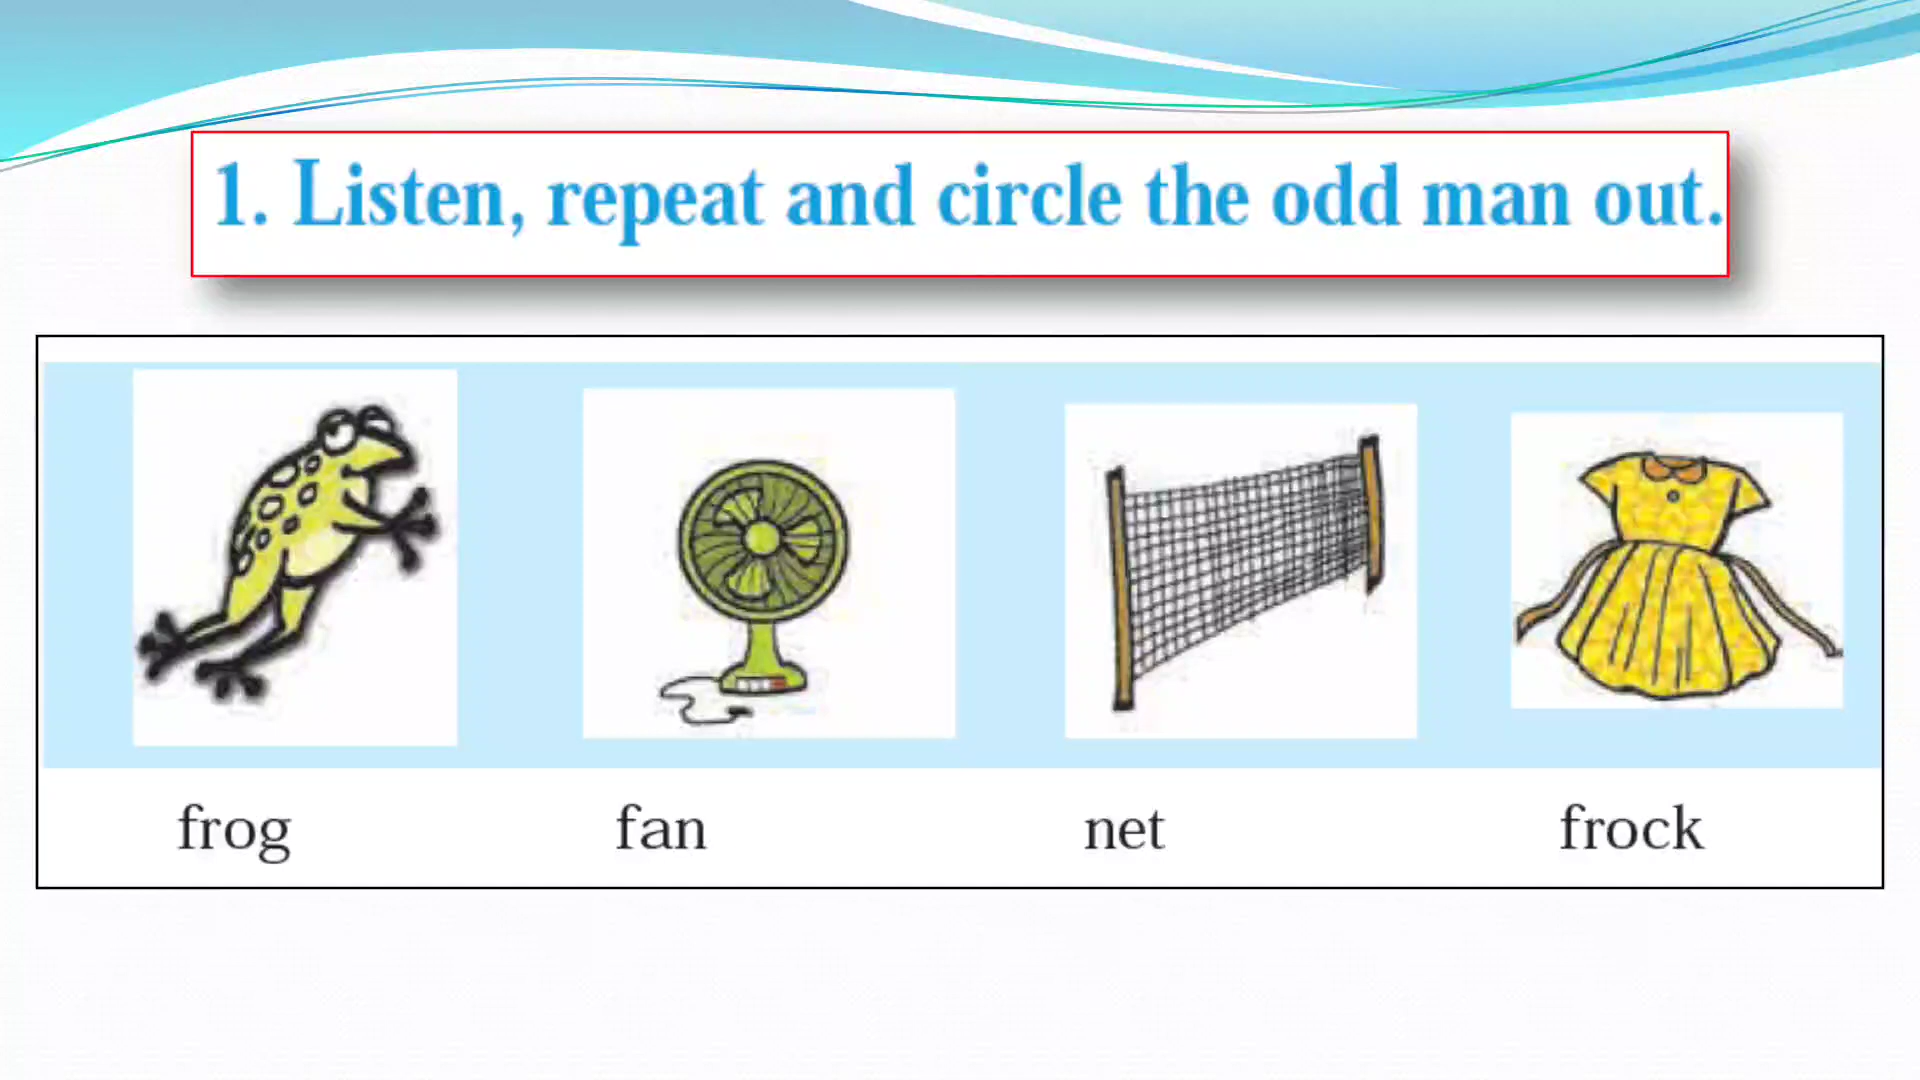 1. Listen, repeat and circle the odd man out.
frog fan net frock